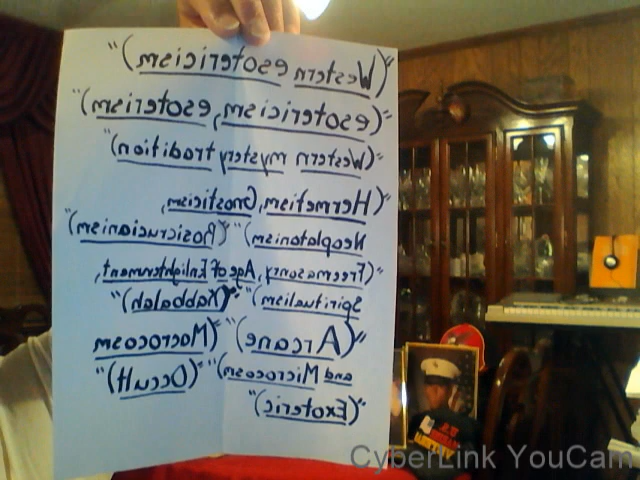 "(Western esotericism)"
"(esotericism, esoterism)"
"(Western mystery tradition)"
"(Hermetism, Gnosticism,
Neoplatonism)" "(Rosicrucianism)"
"(Freemasonry, Age of Enlightenment,
Spiritualism)" "(Kabbalah)"
"(Arcane)" "(Macrocosm
and Microcosm)" "(Occult)"
"(Exoteric)"
CyberLink YouCam